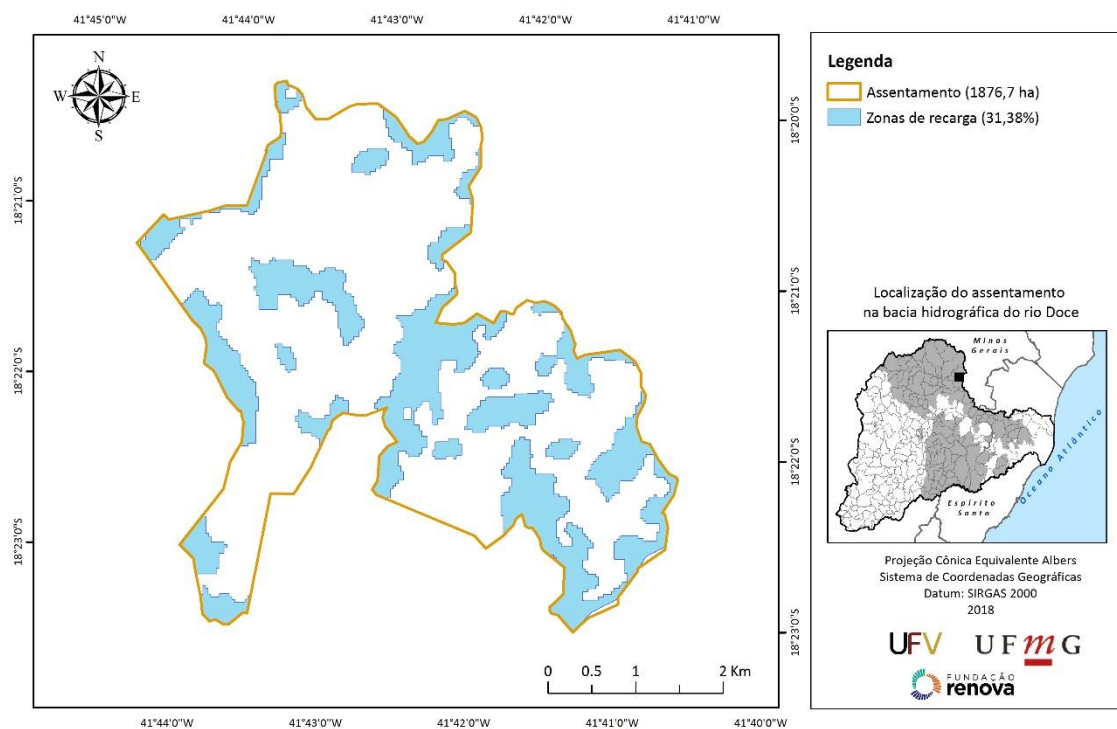 41°45'0"W 41°44'0"W 41°43'0"W 41°42'0"W 41°41'0"W
N
W E
S
18°21'0"S
18°22'0"S
18°23'0"S
18°20'0"S
18°21'0"S
18°22'0"S
18°23'0"S
0 0.5 1 2 Km
41°44'0"W 41°43'0"W 41°42'0"W 41°41'0"W 41°40'0"W
Legenda
Assentamento (1876,7 ha)
Zonas de recarga (31,38%)
Localização do assentamento
na bacia hidrográfica do rio Doce
Minas
Gerais
Oceano Atlântico
Espírito
Santo
Projeção Cônica Equivalente Albers
Sistema de Coordenadas Geográficas
Datum: SIRGAS 2000
2018
UFV UFmG
FUNDAÇÃO
renova